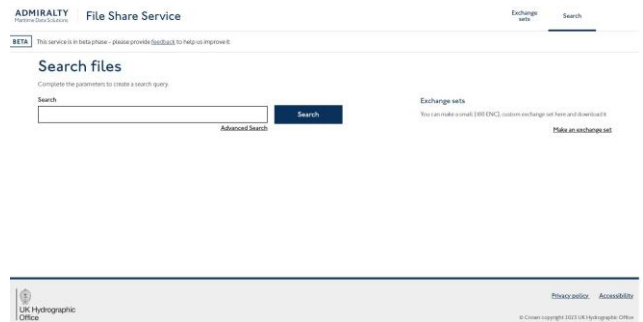 ADMIRALTY
Maritime Data Solutions
File Share Service
Exchange sets
Search
BETA This service is in beta phase – please provide feedback to help us improve it
Search files
Complete the parameters to create a search query.
Search
Search
Advanced Search
Exchange sets
You can make a small (100 ENC), custom exchange set here and download it
Make an exchange set
UK Hydrographic
Office
Privacy policy Accessibility
© Crown copyright 2023 UK Hydrographic Office